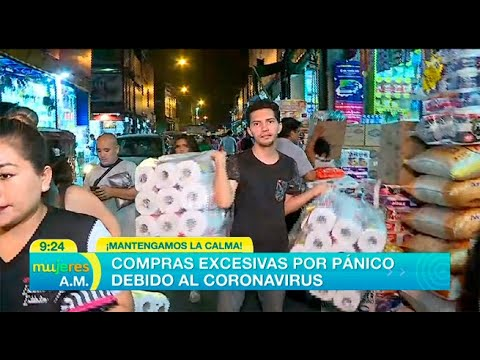 9:24
¡MANTENGAMOS LA CALMA!
mujeres
A.M.
COMPRAS EXCESIVAS POR PÁNICO
DEBIDO AL CORONAVIRUS